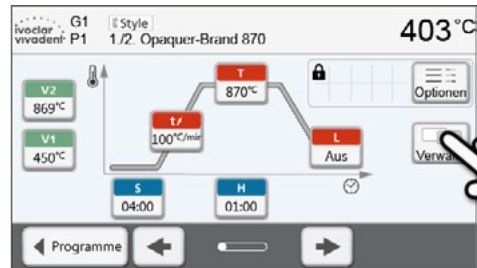 ivoclar vivadent
G1
P1
Style
1./2. Opaquer-Brand 870
403°C
V2
869°C
V1
450°C
t
100°C/min
T
870°C
L
Aus
S
04:00
H
01:00
Optionen
Programme